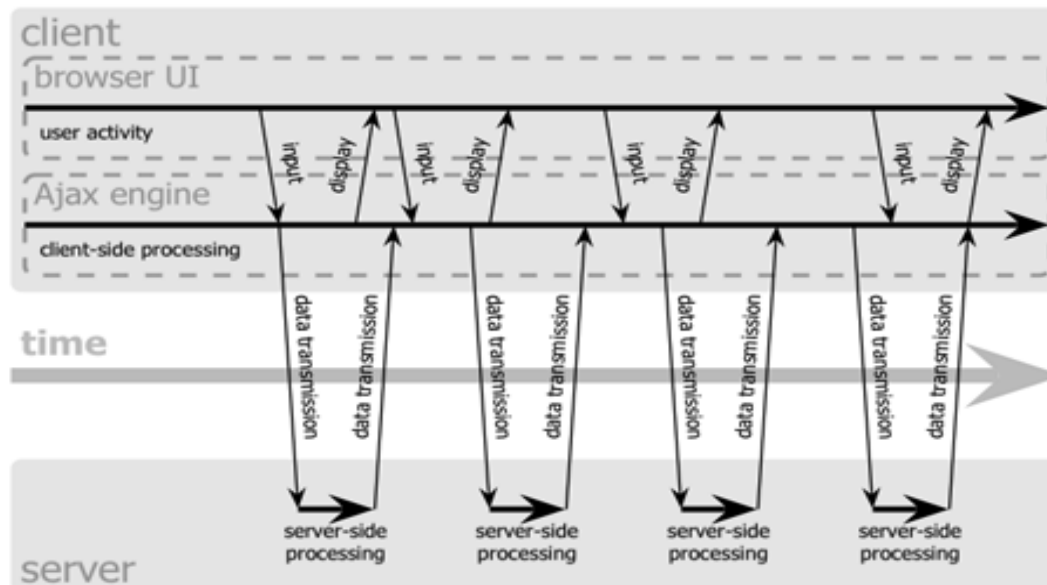 client
browser UI
user activity
input
display
input
display
input
display
input
display
Ajax engine
client-side processing
data transmission
data transmission
data transmission
data transmission
data transmission
data transmission
data transmission
data transmission
time
server-side
processing
server-side
processing
server-side
processing
server-side
processing
server